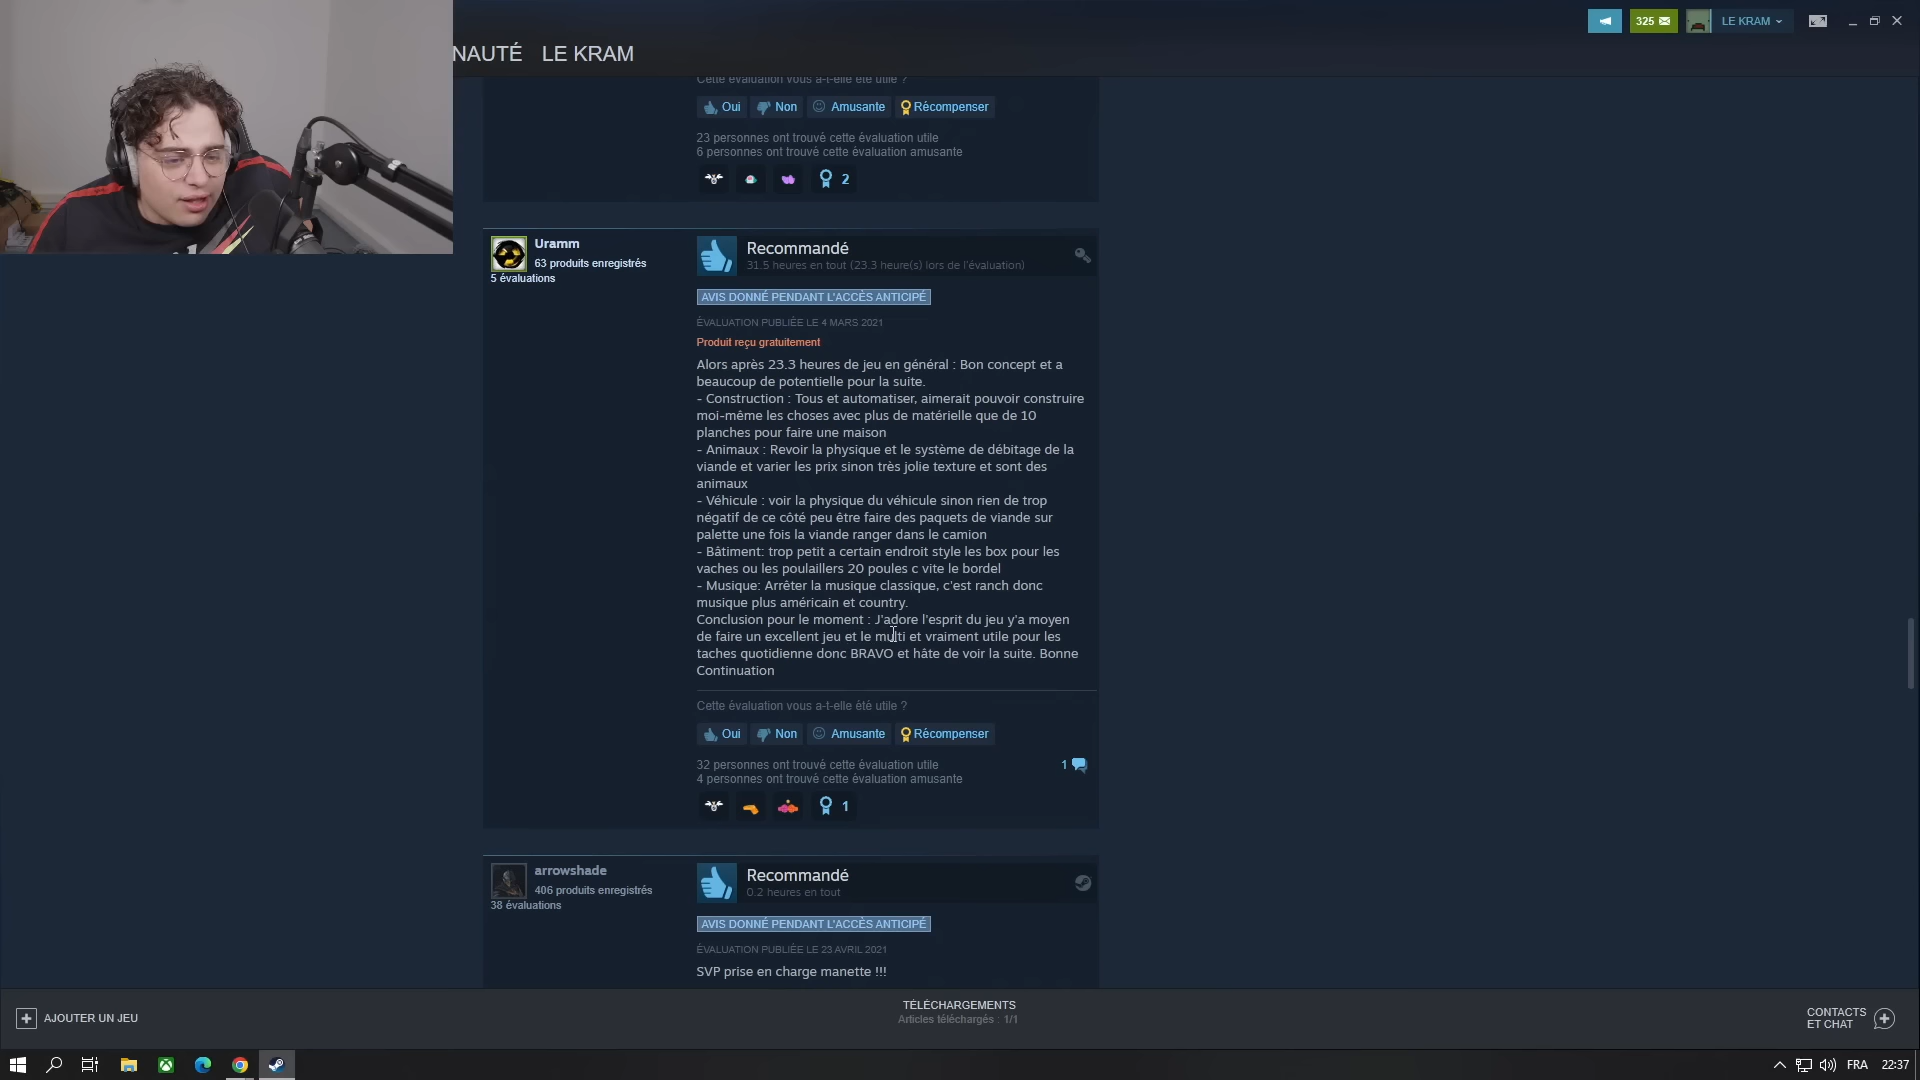 325
LE KRAM
NAUTÉ LE KRAM
Cette évaluation vous a-t-elle été utile ?
Oui
Non
Amusante
Récompenser
23 personnes ont trouvé cette évaluation utile
6 personnes ont trouvé cette évaluation amusante
2
Uramm
63 produits enregistrés
5 évaluations
Recommandé
31.5 heures en tout (23.3 heure(s) lors de l'évaluation)
AVIS DONNÉ PENDANT L'ACCÈS ANTICIPÉ
ÉVALUATION PUBLIÉE LE 4 MARS 2021
Produit reçu gratuitement
Alors après 23.3 heures de jeu en général : Bon concept et a
beaucoup de potentielle pour la suite.
- Construction : Tous et automatiser, aimerait pouvoir construire
moi-même les choses avec plus de matérielle que de 10
planches pour faire une maison
- Animaux : Revoir la physique et le système de débitage de la
viande et varier les prix sinon très jolie texture et sont des
animaux
- Véhicule : voir la physique du véhicule sinon rien de trop
négatif de ce côté peu être faire des paquets de viande sur
palette une fois la viande ranger dans le camion
- Bâtiment: trop petit a certain endroit style les box pour les
vaches ou les poulaillers 20 poules c vite le bordel
- Musique: Arrêter la musique classique, c'est ranch donc
musique plus américain et country.
Conclusion pour le moment : J'adore l'esprit du jeu y'a moyen
de faire un excellent jeu et le multi et vraiment utile pour les
taches quotidienne donc BRAVO et hâte de voir la suite. Bonne
Continuation
Cette évaluation vous a-t-elle été utile ?
Oui
Non
Amusante
Récompenser
32 personnes ont trouvé cette évaluation utile
4 personnes ont trouvé cette évaluation amusante
1
1
arrowshade
406 produits enregistrés
38 évaluations
Recommandé
0.2 heures en tout
AVIS DONNÉ PENDANT L'ACCÈS ANTICIPÉ
ÉVALUATION PUBLIÉE LE 23 AVRIL 2021
SVP prise en charge manette !!!
AJOUTER UN JEU
TÉLÉCHARGEMENTS
Articles téléchargés : 1/1
CONTACTS
ET CHAT
FRA
22:37